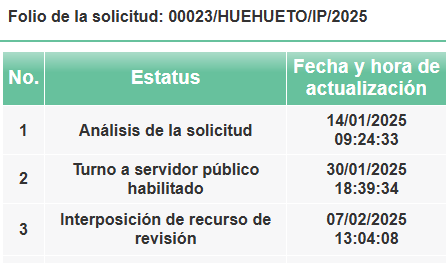 Folio de la solicitud: 00023/HUEHUETO/IP/2025
No. Estatus Fecha y hora de
actualización
1 Análisis de la solicitud 14/01/2025
09:24:33
2 Turno a servidor público
habilitado 30/01/2025
18:39:34
3 Interposición de recurso de
revisión 07/02/2025
13:04:08